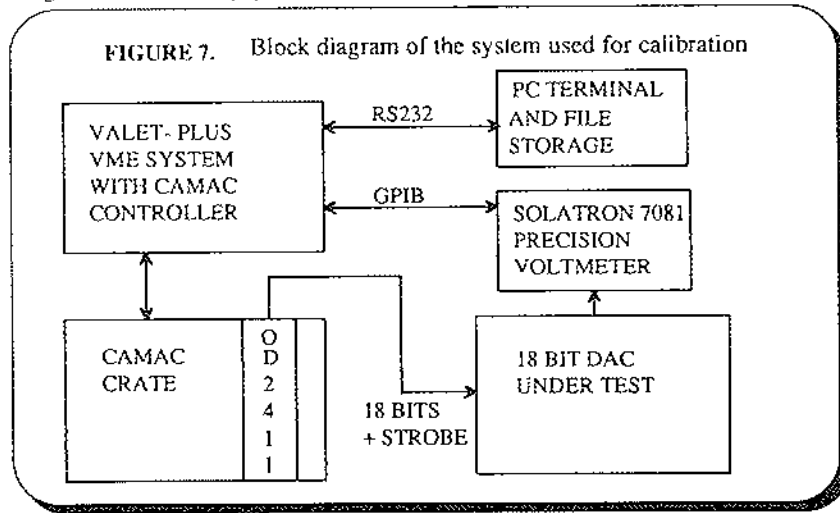 FIGURE 7. Block diagram of the system used for calibration
VALET-PLUS
VME SYSTEM
WITH CAMAC
CONTROLLER
RS232
PC TERMINAL
AND FILE
STORAGE
GPIB
SOLATRON 7081
PRECISION
VOLTMETER
CAMAC
CRATE
O
D
2
4
1
1
18 BITS
+ STROBE
18 BIT DAC
UNDER TEST